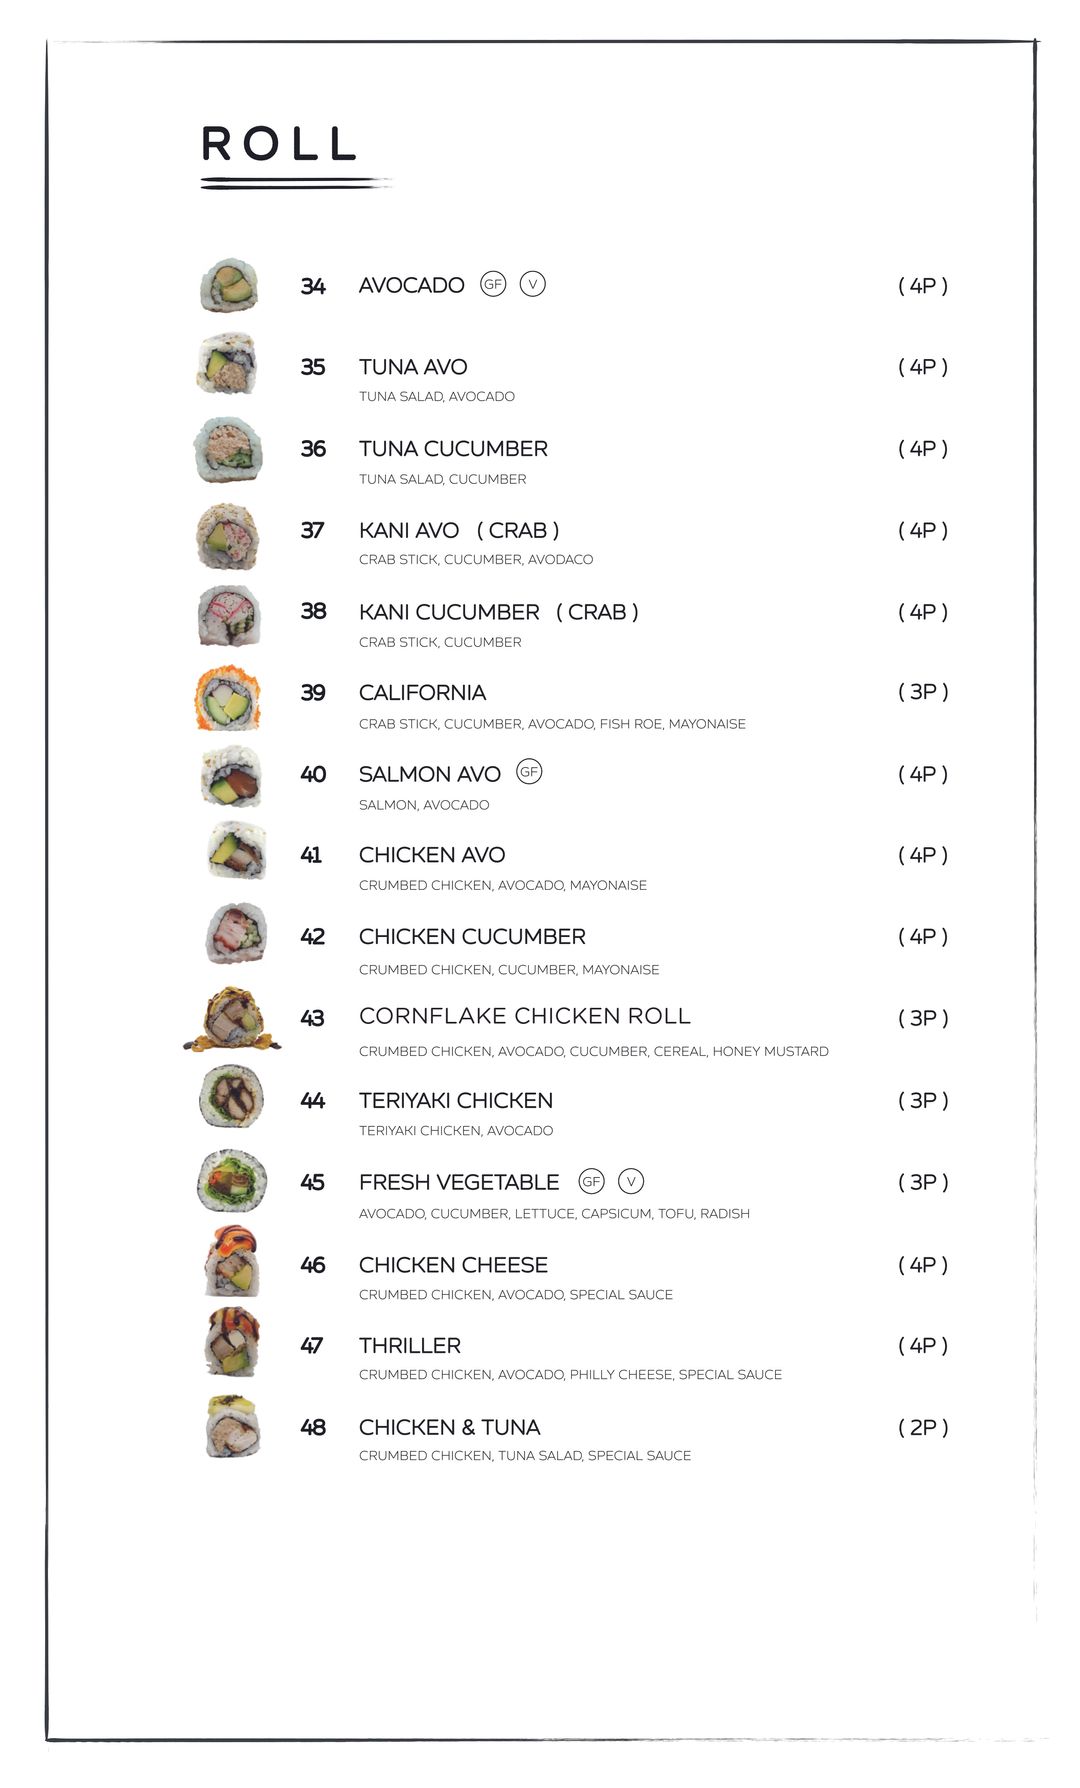 ROLL
34 AVOCADO GF V ( 4P )
35 TUNA AVO ( 4P )
TUNA SALAD, AVOCADO
36 TUNA CUCUMBER ( 4P )
TUNA SALAD, CUCUMBER
37 KANI AVO ( CRAB ) ( 4P )
CRAB STICK, CUCUMBER, AVODACO
38 KANI CUCUMBER ( CRAB ) ( 4P )
CRAB STICK, CUCUMBER
39 CALIFORNIA ( 3P )
CRAB STICK, CUCUMBER, AVOCADO, FISH ROE, MAYONAISE
40 SALMON AVO GF ( 4P )
SALMON, AVOCADO
41 CHICKEN AVO ( 4P )
CRUMBED CHICKEN, AVOCADO, MAYONAISE
42 CHICKEN CUCUMBER ( 4P )
CRUMBED CHICKEN, CUCUMBER, MAYONAISE
43 CORNFLAKE CHICKEN ROLL ( 3P )
CRUMBED CHICKEN, AVOCADO, CUCUMBER, CEREAL, HONEY MUSTARD
44 TERIYAKI CHICKEN ( 3P )
TERIYAKI CHICKEN, AVOCADO
45 FRESH VEGETABLE GF V ( 3P )
AVOCADO, CUCUMBER, LETTUCE, CAPSICUM, TOFU, RADISH
46 CHICKEN CHEESE ( 4P )
CRUMBED CHICKEN, AVOCADO, SPECIAL SAUCE
47 THRILLER ( 4P )
CRUMBED CHICKEN, AVOCADO, PHILLY CHEESE, SPECIAL SAUCE
48 CHICKEN & TUNA ( 2P )
CRUMBED CHICKEN, TUNA SALAD, SPECIAL SAUCE